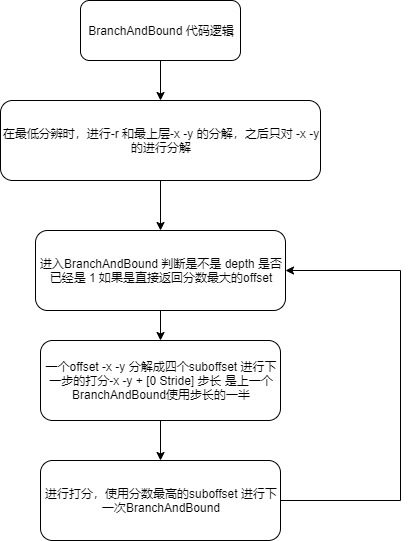 BranchAndBound 代码逻辑
在最低分辨时，进行-r 和最上层-x -y 的分解，之后只对 -x -y
的进行分解
进入BranchAndBound 判断是不是 depth 是否
已经是 1 如果是直接返回分数最大的offset
一个offset -x -y 分解成四个suboffset 进行下
一步的打分-x -y + [0 Stride] 步长 是上一个
BranchAndBound使用步长的一半
进行打分，使用分数最高的suboffset 进行下
一次BranchAndBound